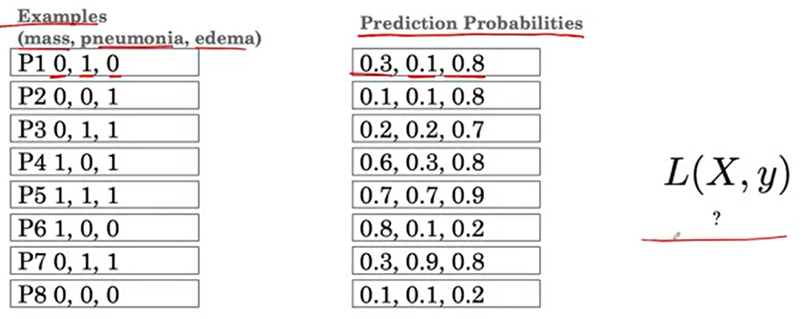 Examples
(mass, pneumonia, edema)
P1 0, 1, 0
P2 0, 0, 1
P3 0, 1, 1
P4 1, 0, 1
P5 1, 1, 1
P6 1, 0, 0
P7 0, 1, 1
P8 0, 0, 0
Prediction Probabilities
0.3, 0.1, 0.8
0.1, 0.1, 0.8
0.2, 0.2, 0.7
0.6, 0.3, 0.8
0.7, 0.7, 0.9
0.8, 0.1, 0.2
0.3, 0.9, 0.8
0.1, 0.1, 0.2
L(X, y)
?